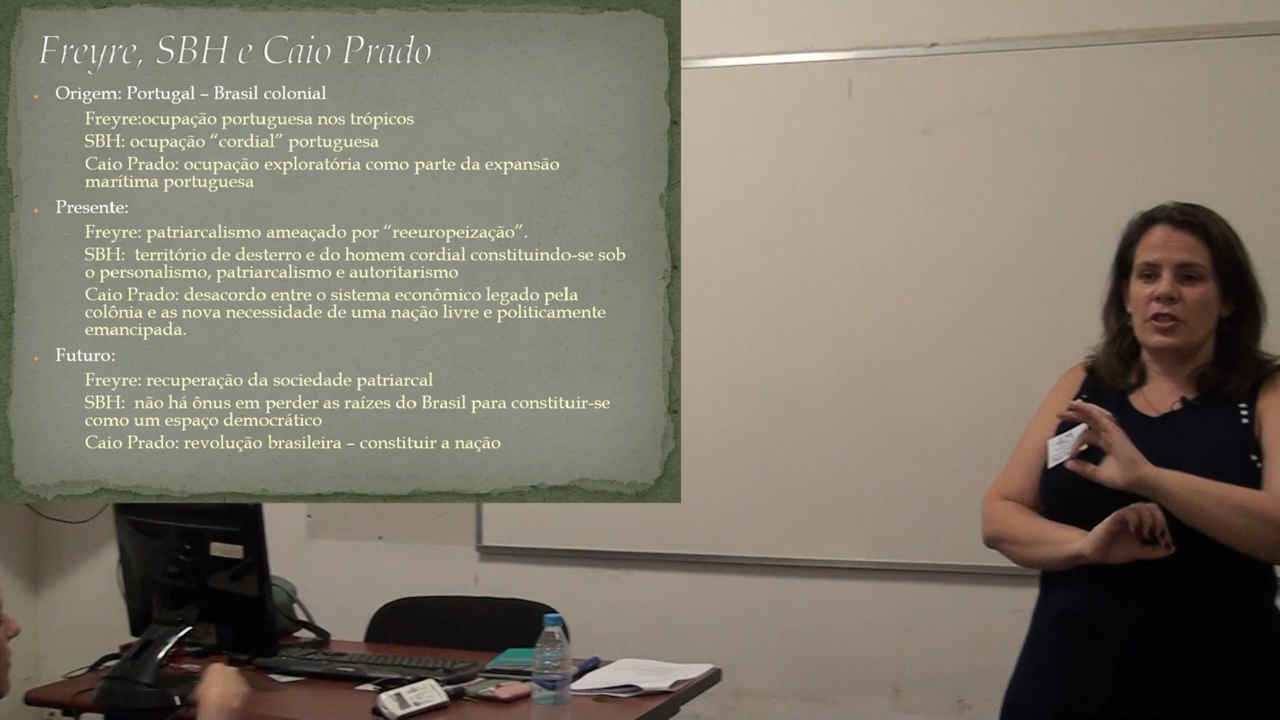 Freyre, SBH e Caio Prado
Origem: Portugal – Brasil colonial
Freyre:ocupação portuguesa nos trópicos
SBH: ocupação “cordial” portuguesa
Caio Prado: ocupação exploratória como parte da expansão
marítima portuguesa
Presente:
Freyre: patriarcalismo ameaçado por “reeuropeização”.
SBH: território de desterro e do homem cordial constituindo-se sob
o personalismo, patriarcalismo e autoritarismo
Caio Prado: desacordo entre o sistema econômico legado pela
colônia e as nova necessidade de uma nação livre e politicamente
emancipada.
Futuro:
Freyre: recuperação da sociedade patriarcal
SBH: não há ônus em perder as raízes do Brasil para constituir-se
como um espaço democrático
Caio Prado: revolução brasileira – constituir a nação